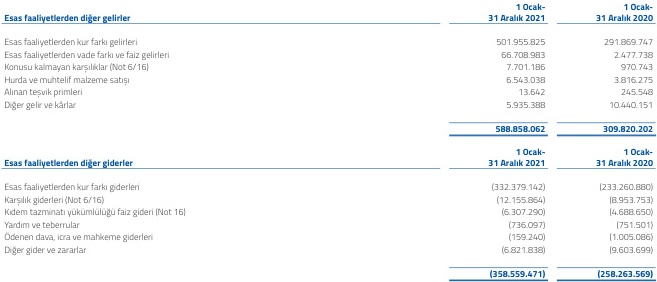 1 Ocak- 1 Ocak-
Esas faaliyetlerden diğer gelirler 31 Aralık 2021 31 Aralık 2020
Esas faaliyetlerden kur farkı gelirleri 501.955.825 291.869.747
Esas faaliyetlerden vade farkı ve faiz gelirleri 66.708.983 2.477.738
Konusu kalmayan karşılıklar (Not 6/16) 7.701.186 970.743
Hurda ve muhtelif malzeme satışı 6.543.038 3.816.275
Alınan teşvik primleri 13.642 245.548
Diğer gelir ve kârlar 5.935.388 10.440.151
588.858.062 309.820.202
1 Ocak- 1 Ocak-
Esas faaliyetlerden diğer giderler 31 Aralık 2021 31 Aralık 2020
Esas faaliyetlerden kur farkı giderleri (332.379.142) (233.260.880)
Karşılık giderleri (Not 6/16) (12.155.864) (8.953.753)
Kıdem tazminatı yükümlülüğü faiz gideri (Not 16) (6.307.290) (4.688.650)
Yardım ve teberrular (736.097) (751.501)
Ödenen dava, icra ve mahkeme giderleri (159.240) (1.005.086)
Diğer gider ve zararlar (6.821.838) (9.603.699)
(358.559.471) (258.263.569)